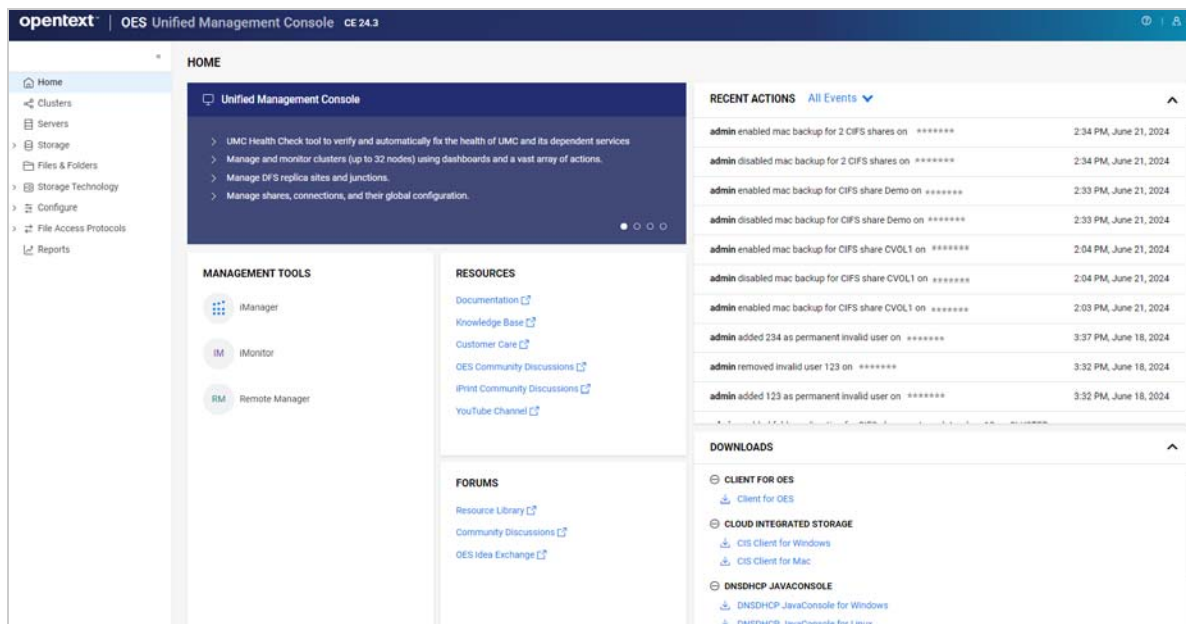 opentext™ | OES Unified Management Console CE 24.3
Home
Clusters
Servers
Storage
Files & Folders
Storage Technology
Configure
File Access Protocols
Reports
HOME
Unified Management Console
UMC Health Check tool to verify and automatically fix the health of UMC and its dependent services
Manage and monitor clusters (up to 32 nodes) using dashboards and a vast array of actions.
Manage DFS replica sites and junctions.
Manage shares, connections, and their global configuration.
MANAGEMENT TOOLS
iManager
IM iMonitor
RM Remote Manager
RESOURCES
Documentation
Knowledge Base
Customer Care
OES Community Discussions
iPrint Community Discussions
YouTube Channel
FORUMS
Resource Library
Community Discussions
OES Idea Exchange
RECENT ACTIONS All Events
admin enabled mac backup for 2 CIFS shares on ******* 2:34 PM, June 21, 2024
admin disabled mac backup for 2 CIFS shares on ******* 2:34 PM, June 21, 2024
admin enabled mac backup for CIFS share Demo on ******* 2:33 PM, June 21, 2024
admin disabled mac backup for CIFS share Demo on ******* 2:33 PM, June 21, 2024
admin enabled mac backup for CIFS share CVOL1 on ******* 2:04 PM, June 21, 2024
admin disabled mac backup for CIFS share CVOL1 on ******* 2:04 PM, June 21, 2024
admin enabled mac backup for CIFS share CVOL1 on ******* 2:03 PM, June 21, 2024
admin added 234 as permanent invalid user on ******* 3:37 PM, June 18, 2024
admin removed invalid user 123 on ******* 3:32 PM, June 18, 2024
admin added 123 as permanent invalid user on ******* 3:32 PM, June 18, 2024
DOWNLOADS
CLIENT FOR OES
Client for OES
CLOUD INTEGRATED STORAGE
CIS Client for Windows
CIS Client for Mac
DNSDHCP JAVACONSOLE
DNSDHCP JavaConsole for Windows
DNSDHCP JavaConsole for Linux